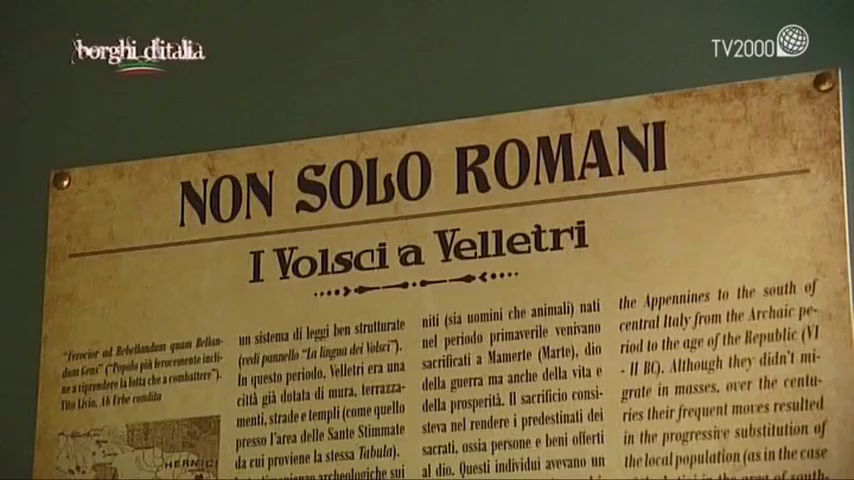 borghi d'italia
TV2000
NON SOLO ROMANI
I Volsci a Velletri
"Ferocior ad Rebellandum quam Bellan-
dum Gens" ("Popolo più ferocemente incli-
ne a riprendere la lotta che a combattere").
Tito Livio, Ab Urbe condita
HERNICI
un sistema di leggi ben strutturate
(vedi pannello "La lingua dei Volsci").
In questo periodo, Velletri era una
città già dotata di mura, terrazza-
menti, strade e templi (come quello
presso l'area delle Sante Stimmate
da cui proviene la stessa Tabula).
archeologiche sui
niti (sia uomini che animali) nati
nel periodo primaverile venivano
sacrificati a Mamerte (Marte), dio
della guerra ma anche della vita e
della prosperità. Il sacrificio consi-
steva nel rendere i predestinati dei
sacrati, ossia persone e beni offerti
al dio. Questi individui avevano un
the Appennines to the south of
central Italy from the Archaic pe-
riod to the age of the Republic (VI
- II BC). Although they didn't mi-
grate in masses, over the centu-
ries their frequent moves resulted
in the progressive substitution of
the local population (as in the case